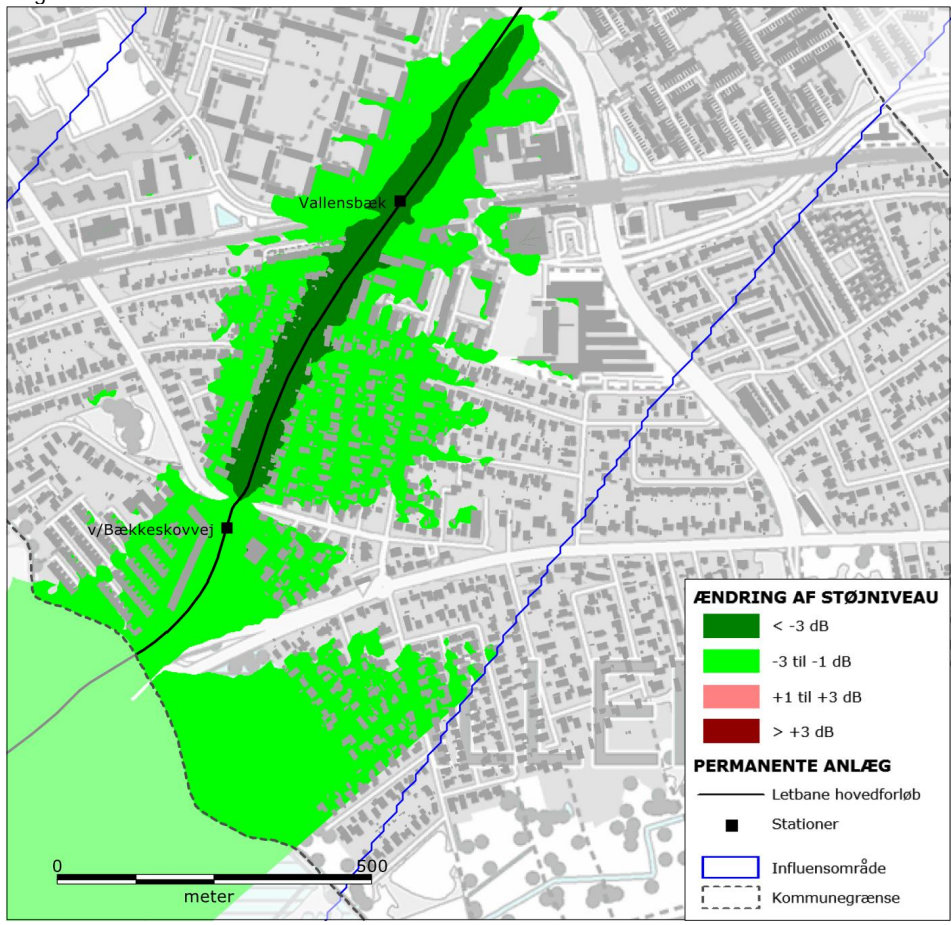 Vallensbæk
v/Bækkeskovvej
0 500
meter
ÆNDRING AF STØJNIVEAU
< -3 dB
-3 til -1 dB
+1 til +3 dB
> +3 dB
PERMANENTE ANLÆG
Letbane hovedforløb
Stationer
Influensområde
Kommunegrænse